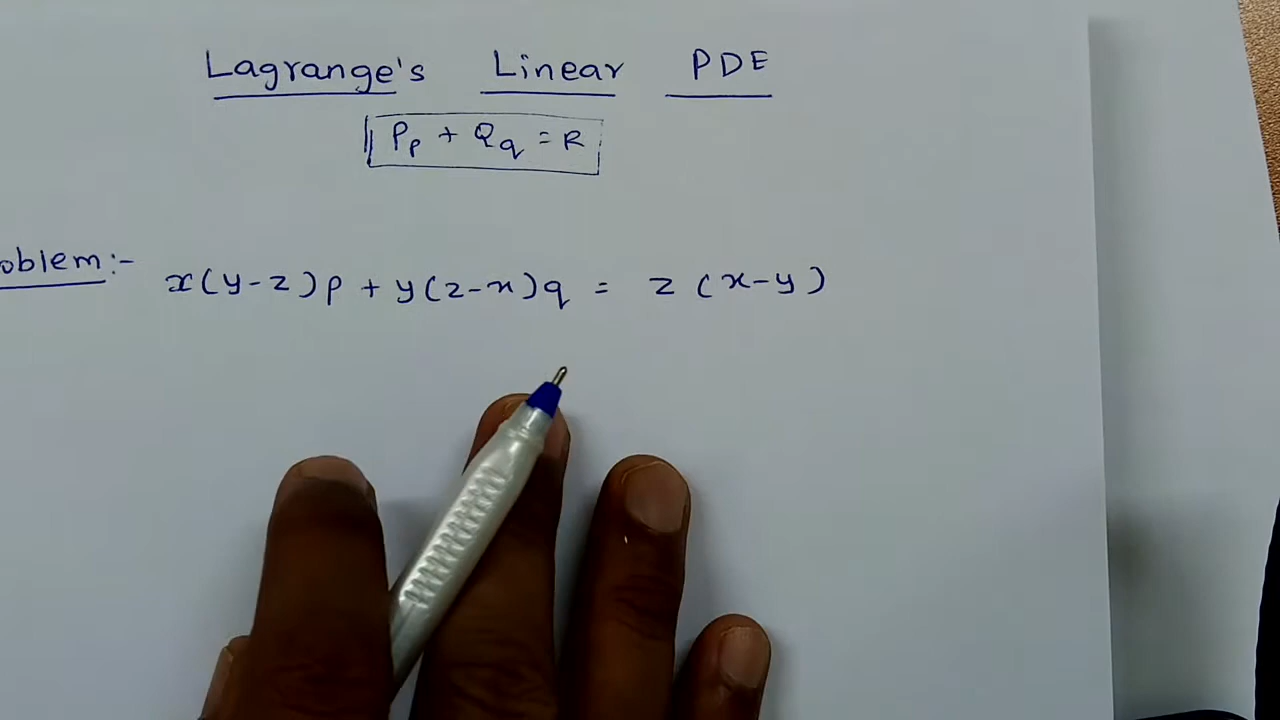 Lagrange's Linear PDE
Pp + Qq = R
oblem:-
x(y-z)p + y(z-x)q = z(x-y)